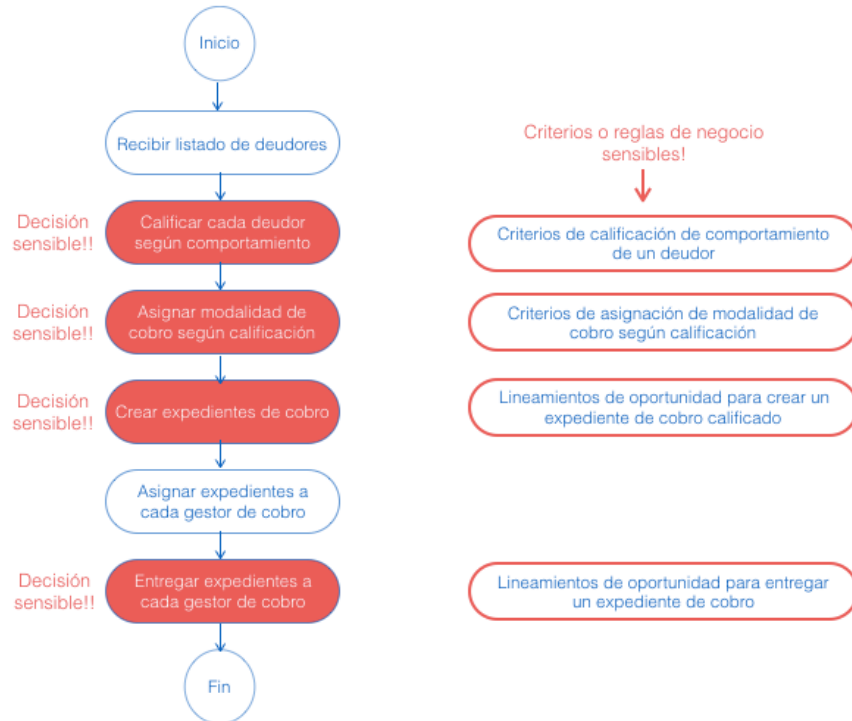 Inicio
Recibir listado de deudores
Criterios o reglas de negocio
sensibles!
Decisión
sensible!!
Calificar cada deudor
según comportamiento
Criterios de calificación de comportamiento
de un deudor
Decisión
sensible!!
Asignar modalidad de
cobro según calificación
Criterios de asignación de modalidad de
cobro según calificación
Decisión
sensible!!
Crear expedientes de cobro
Lineamientos de oportunidad para crear un
expediente de cobro calificado
Asignar expedientes a
cada gestor de cobro
Decisión
sensible!!
Entregar expedientes a
cada gestor de cobro
Lineamientos de oportunidad para entregar
un expediente de cobro
Fin